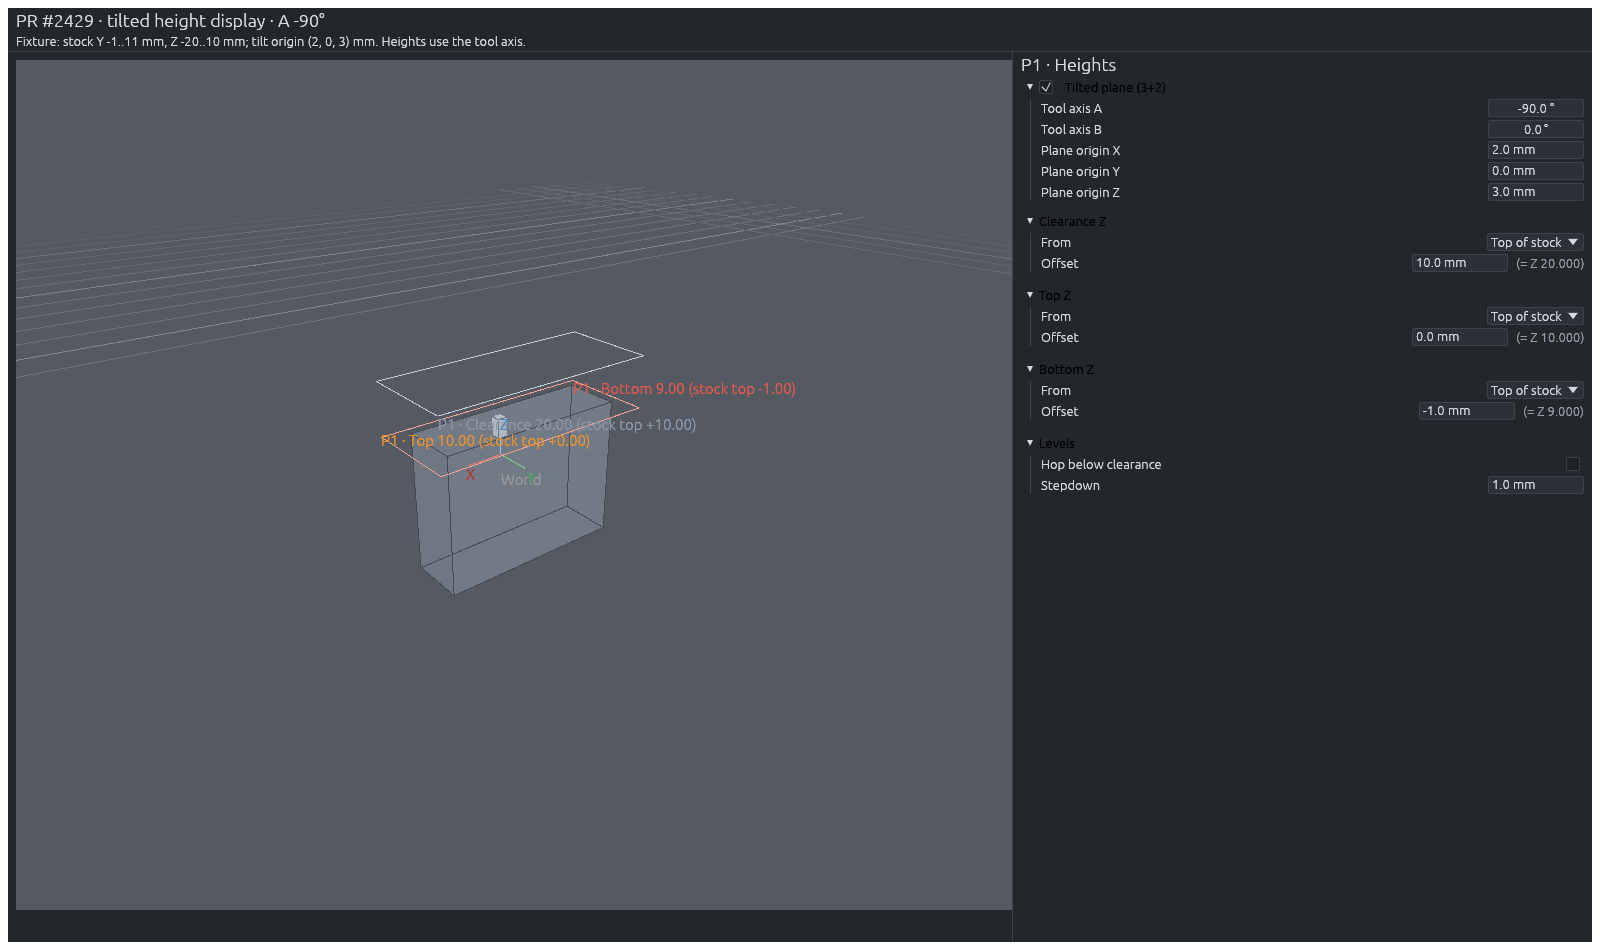 PR #2429 · tilted height display · A -90°
Fixture: stock Y -1..11 mm, Z -20..10 mm; tilt origin (2, 0, 3) mm. Heights use the tool axis.
P1 · Bottom 9.00 (stock top -1.00)
P1 · Clearance 20.00 (stock top +10.00)
P1 · Top 10.00 (stock top +0.00)
X
World
P1 · Heights
Tilted plane (3+2)
Tool axis A -90.0 °
Tool axis B 0.0 °
Plane origin X 2.0 mm
Plane origin Y 0.0 mm
Plane origin Z 3.0 mm
Clearance Z
From Top of stock
Offset 10.0 mm (= Z 20.000)
Top Z
From Top of stock
Offset 0.0 mm (= Z 10.000)
Bottom Z
From Top of stock
Offset -1.0 mm (= Z 9.000)
Levels
Hop below clearance
Stepdown 1.0 mm